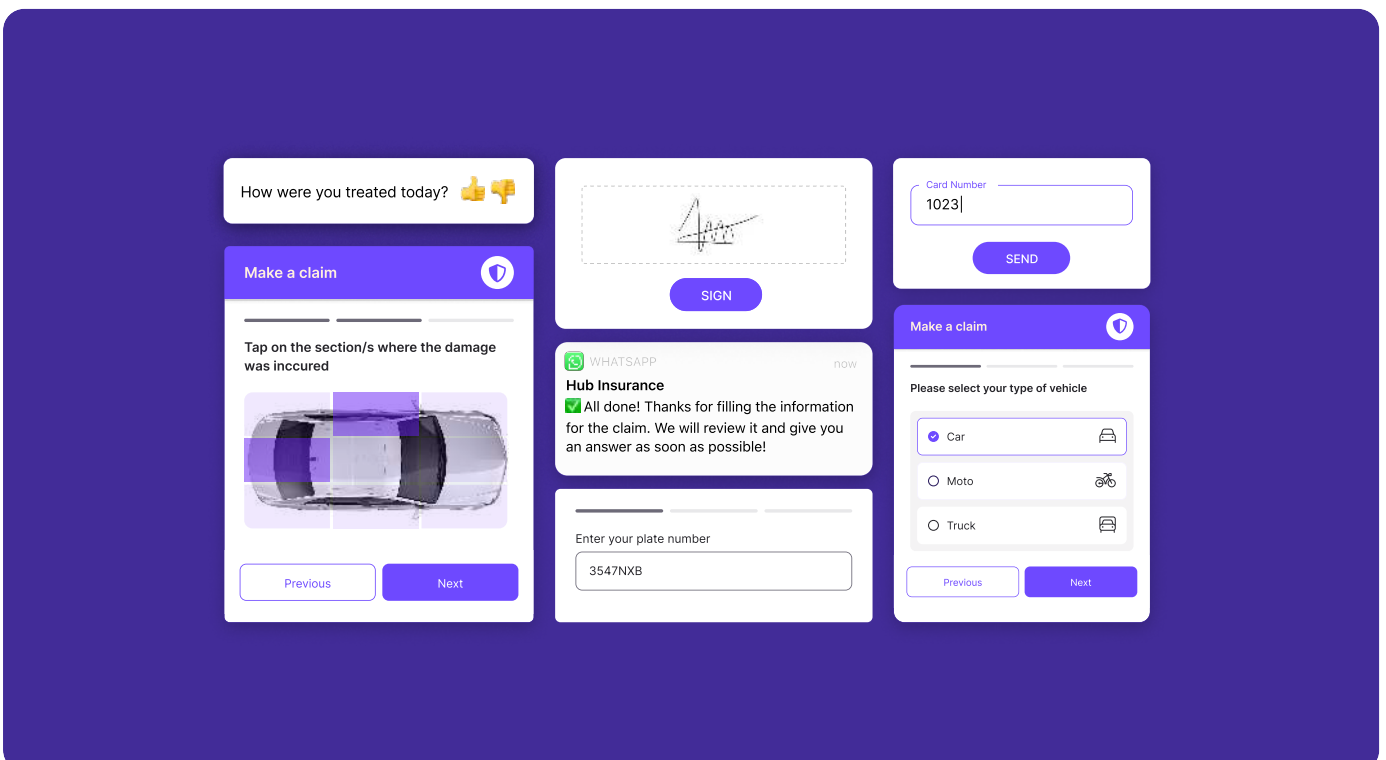 How were you treated today? 👍👎
Make a claim
Tap on the section/s where the damage
was inccured
Previous
Next
SIGN
WHATSAPP
now
Hub Insurance
✅ All done! Thanks for filling the information
for the claim. We will review it and give you
an answer as soon as possible!
Enter your plate number
3547NXB
Card Number
1023
SEND
Make a claim
Please select your type of vehicle
Car
Moto
Truck
Previous
Next